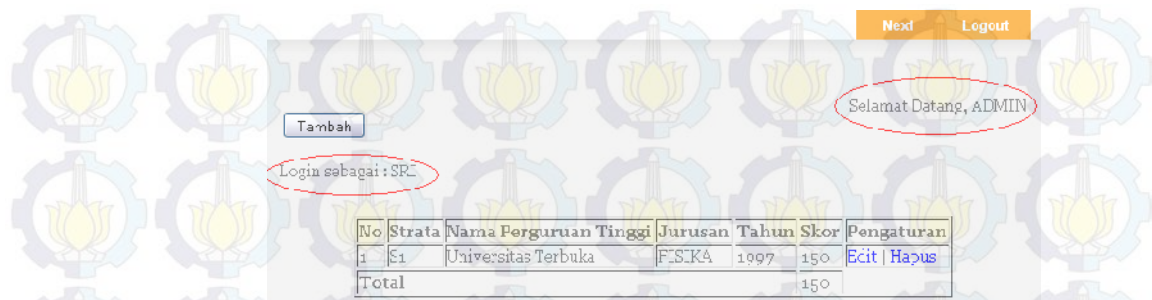 Next Logout
Selamat Datang, ADMIN
Tambah
Login sebagai : SRI
No Strata Nama Perguruan Tinggi Jurusan Tahun Skor Pengaturan
1 S1 Universitas Terbuka FISIKA 1997 150 Edit | Hapus
Total 150